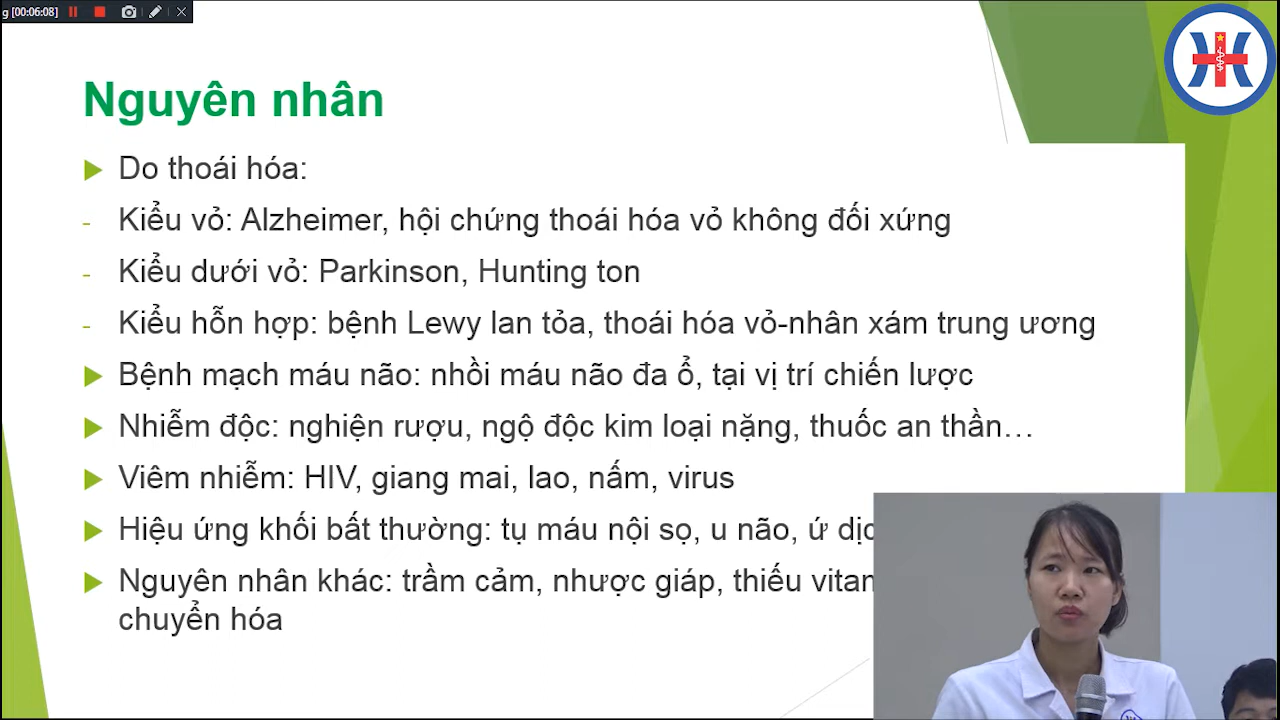 g [00:06:08]
Nguyên nhân
Do thoái hóa:
- Kiểu vỏ: Alzheimer, hội chứng thoái hóa vỏ không đối xứng
- Kiểu dưới vỏ: Parkinson, Hunting ton
- Kiểu hỗn hợp: bệnh Lewy lan tỏa, thoái hóa vỏ-nhân xám trung ương
Bệnh mạch máu não: nhồi máu não đa ổ, tại vị trí chiến lược
Nhiễm độc: nghiện rượu, ngộ độc kim loại nặng, thuốc an thần…
Viêm nhiễm: HIV, giang mai, lao, nấm, virus
Hiệu ứng khối bất thường: tụ máu nội sọ, u não, ứ dịc
Nguyên nhân khác: trầm cảm, nhược giáp, thiếu vitan
chuyển hóa